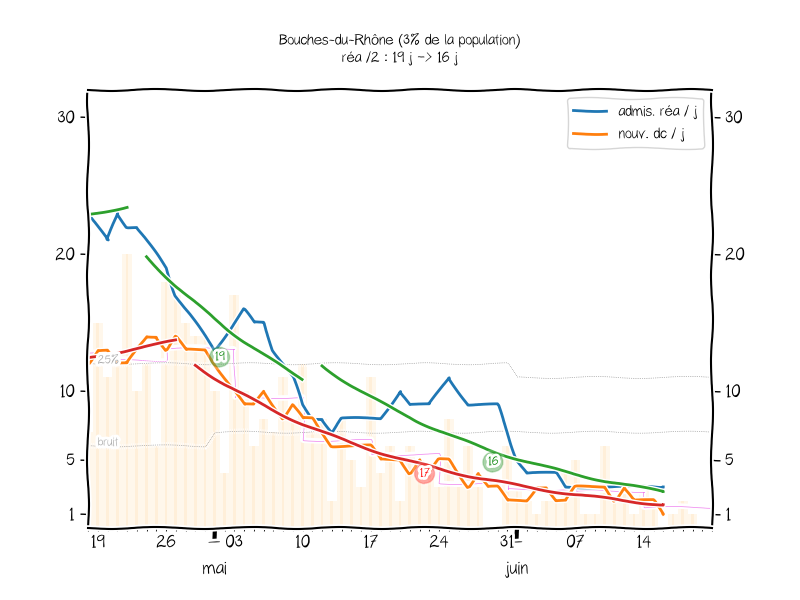 Bouches-du-Rhône (3% de la population)
réa /2 : 19 j -> 16 j
admis. réa / j
nouv. dc / j
30
30
20
20
25%
19
10
10
bruit
5
16
5
17
1
1
19 26 03 10 17 24 31 07 14
mai juin